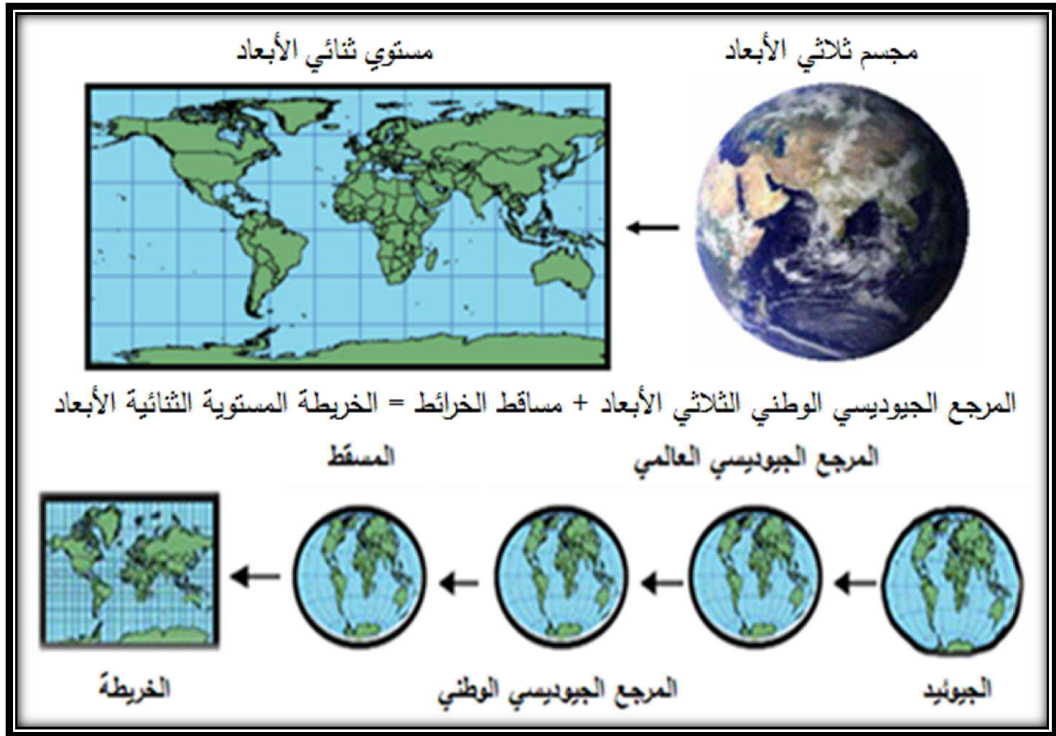 مجسم ثلاثي الأبعاد
مستوي ثنائي الأبعاد
المرجع الجيوديسي الوطني الثلاثي الأبعاد + مساقط الخرائط = الخريطة المستوية الثنائية الأبعاد
المرجع الجيوديسي العالمي
المسقط
الجيوئيد
المرجع الجيوديسي الوطني
الخريطة